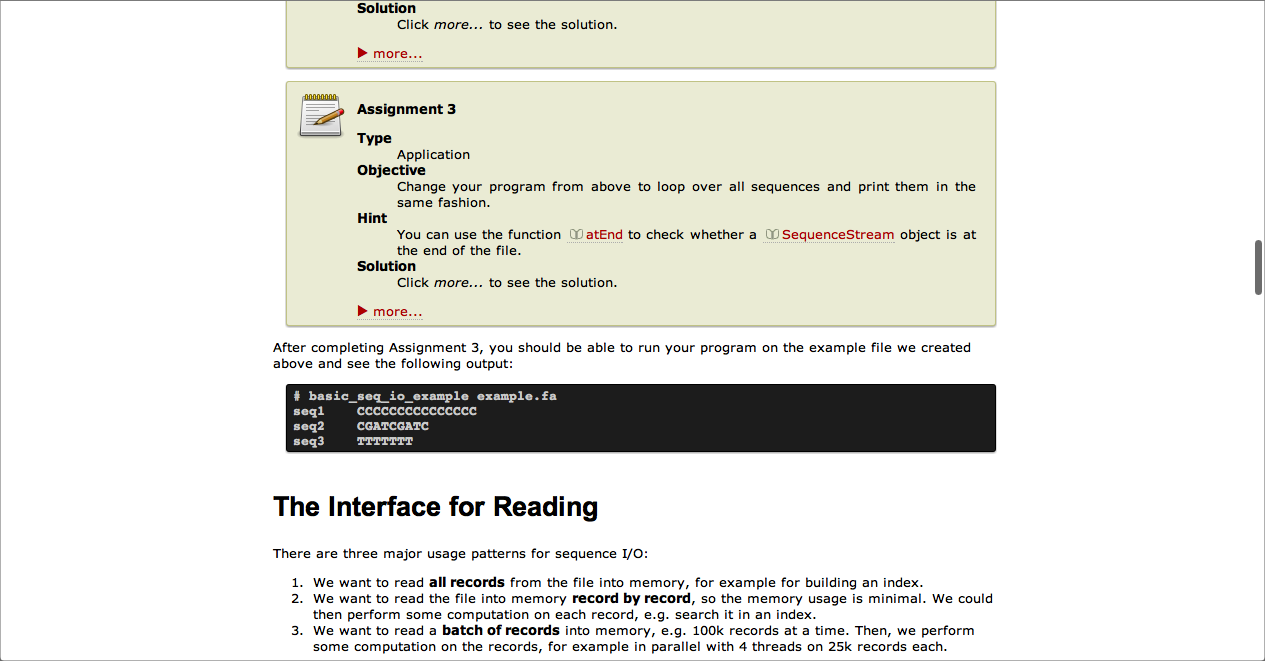 Solution
Click more... to see the solution.
more...
Assignment 3
Type
Application
Objective
Change your program from above to loop over all sequences and print them in the
same fashion.
Hint
You can use the function atEnd to check whether a SequenceStream object is at
the end of the file.
Solution
Click more... to see the solution.
more...
After completing Assignment 3, you should be able to run your program on the example file we created
above and see the following output:
# basic_seq_io_example example.fa
seq1    CCCCCCCCCCCCCCC
seq2    CGATCGATC
seq3    TTTTTTT
The Interface for Reading
There are three major usage patterns for sequence I/O:
1. We want to read all records from the file into memory, for example for building an index.
2. We want to read the file into memory record by record, so the memory usage is minimal. We could
then perform some computation on each record, e.g. search it in an index.
3. We want to read a batch of records into memory, e.g. 100k records at a time. Then, we perform
some computation on the records, for example in parallel with 4 threads on 25k records each.